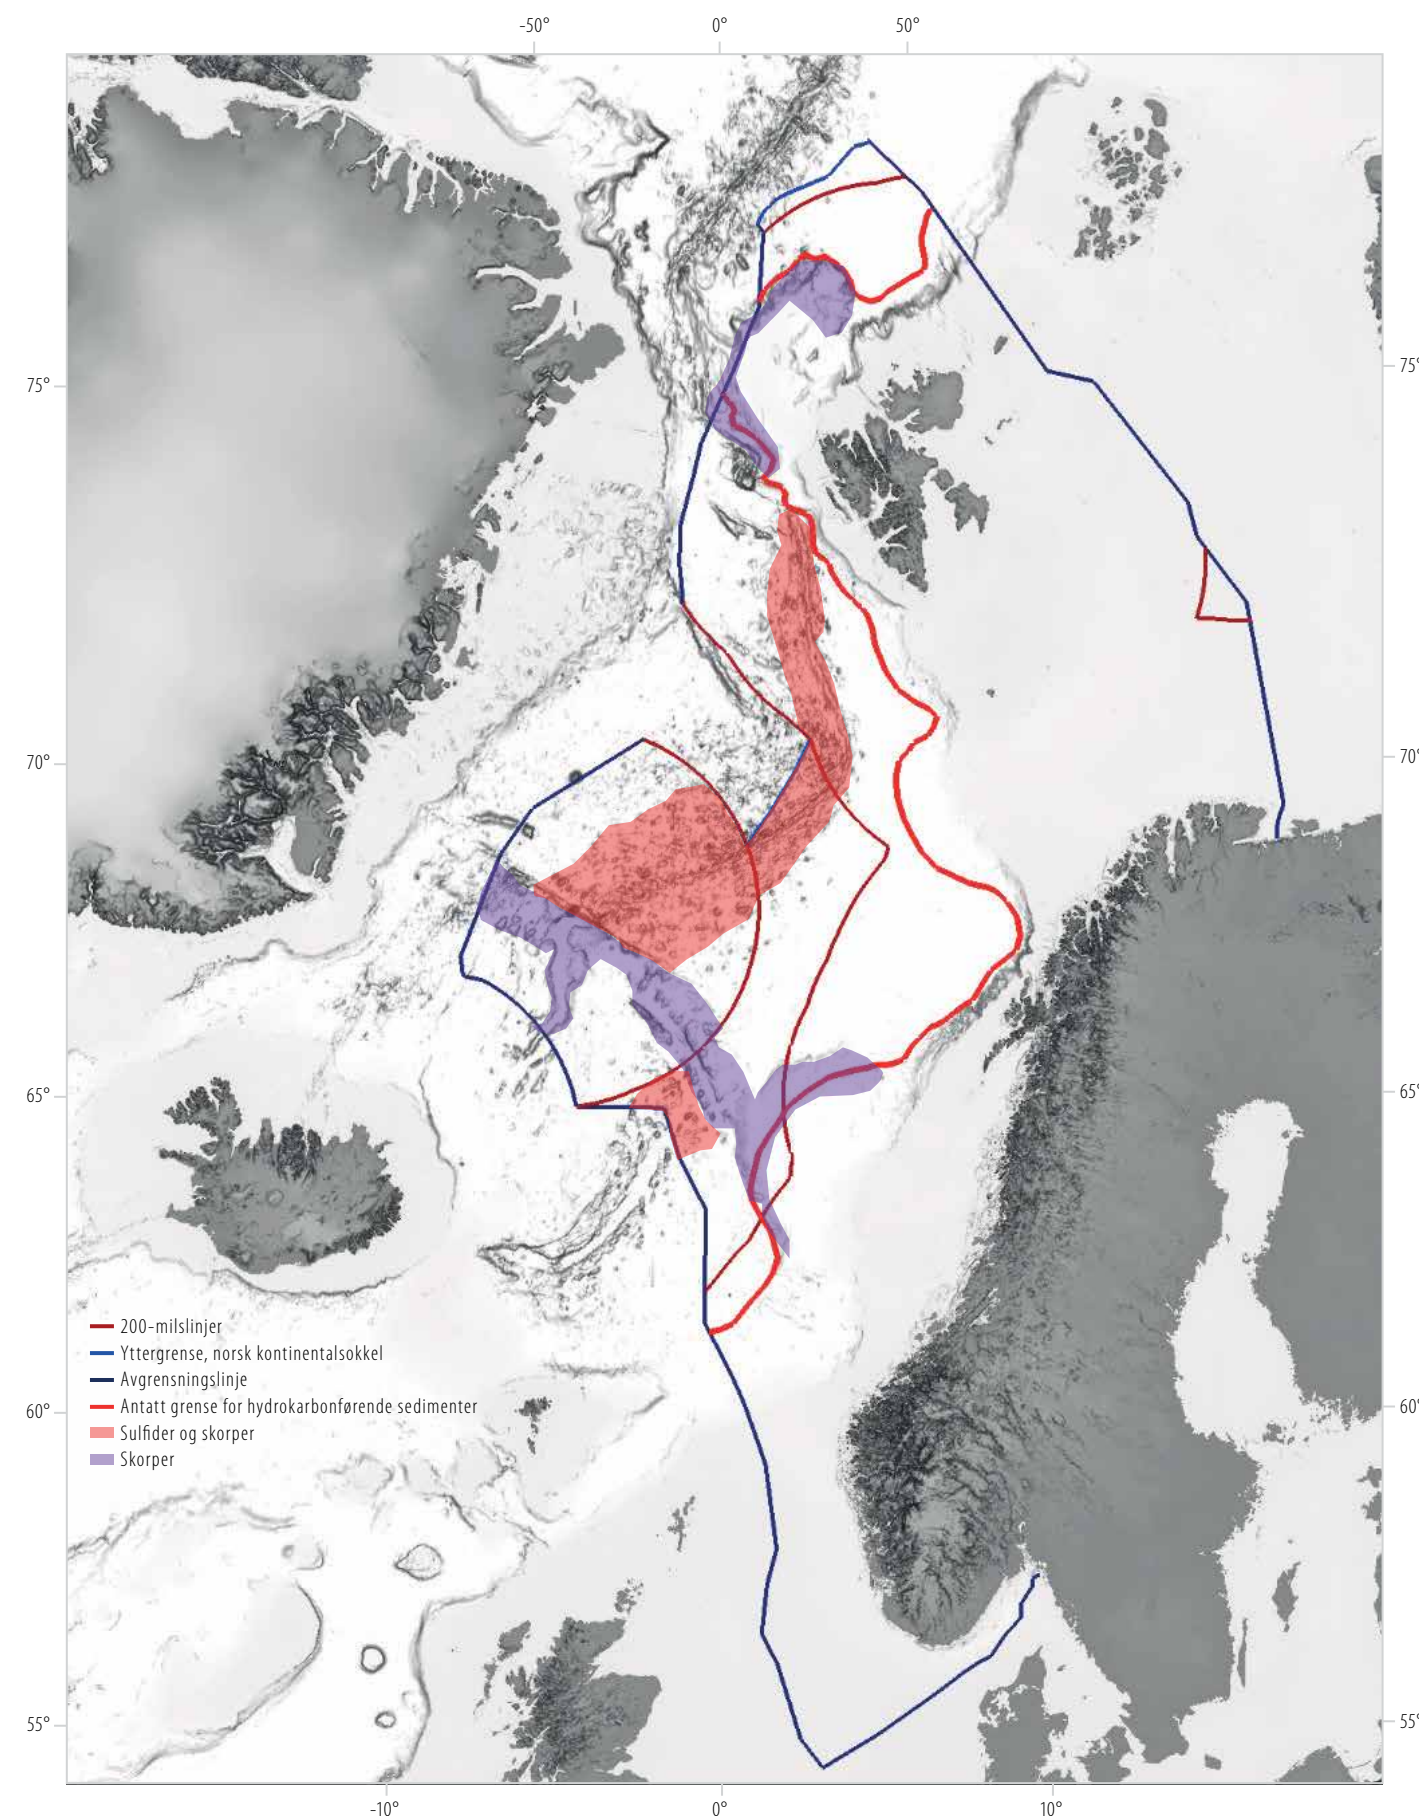 -50° 0° 50°
75° 75°
70° 70°
65° 65°
200-milslinjer
Yttergrense, norsk kontinentalsokkel
Avgrensningslinje
Antatt grense for hydrokarbonførende sedimenter
60° 60°
Sulfider og skorper
Skorper
55° 55°
-10° 0° 10°